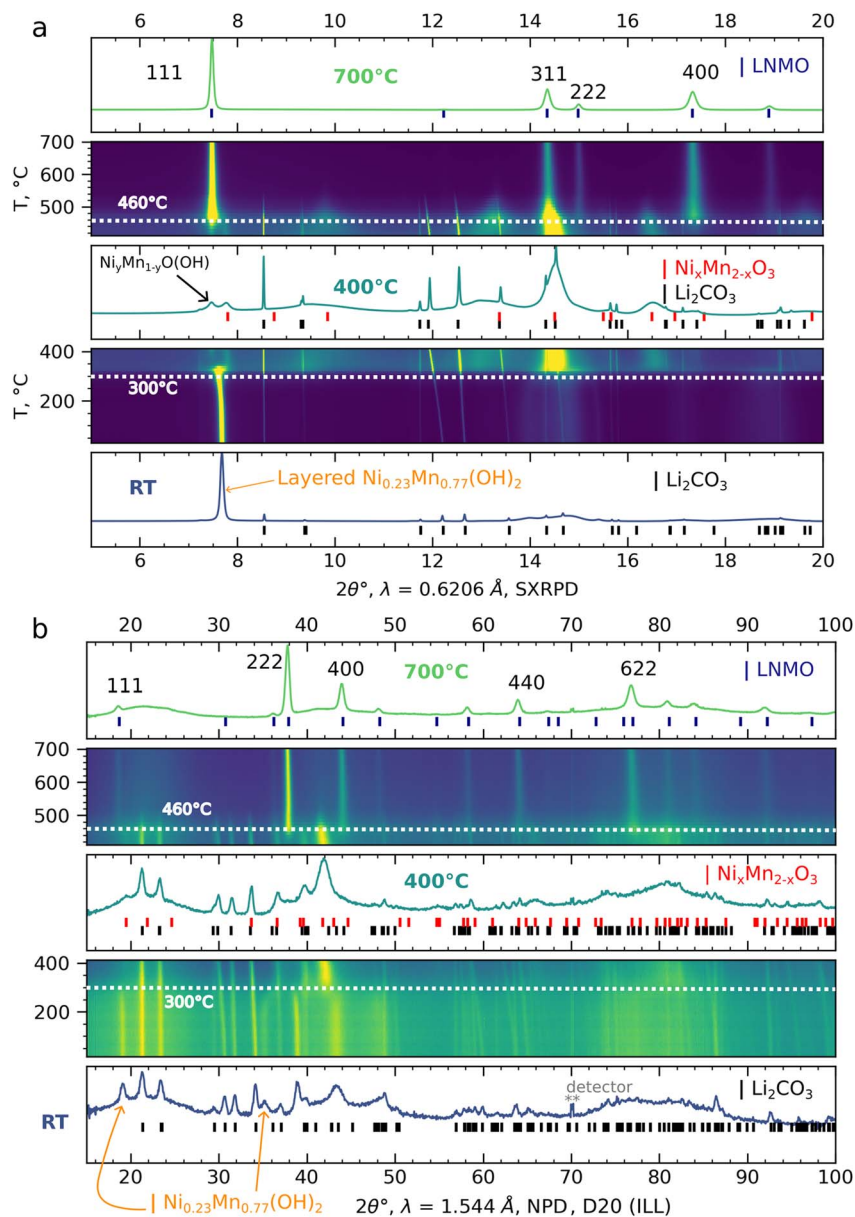 a
6 8 10 12 14 16 18 20
111 700°C 311 222 400 | LNMO
700
600
500
T, °C
460°C
NiyMn1-yO(OH)
400°C
| NixMn2-xO3
| Li2CO3
400
200
T, °C
300°C
RT
Layered Ni0.23Mn0.77(OH)2
| Li2CO3
6 8 10 12 14 16 18 20
2θ°, λ = 0.6206 Å, SXRPD
b
20 30 40 50 60 70 80 90 100
111 222 400 700°C 440 622 | LNMO
700
600
500
460°C
400°C
| NixMn2-xO3
400
200
300°C
RT
detector
**
| Li2CO3
20 30 40 50 60 70 80 90 100
| Ni0.23Mn0.77(OH)2
2θ°, λ = 1.544 Å, NPD, D20 (ILL)